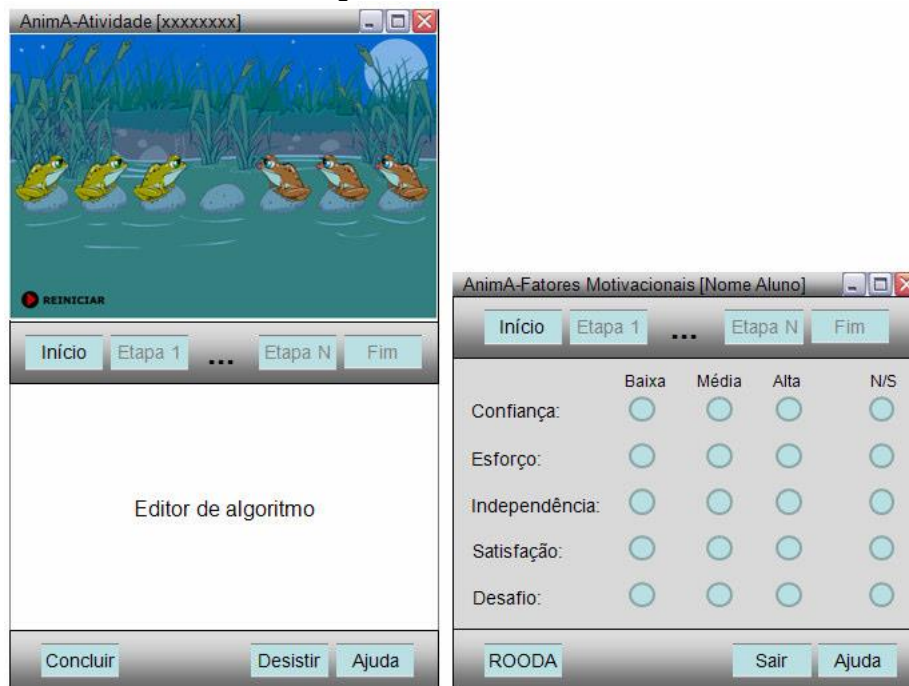 AnimA-Atividade [xxxxxxxx]
REINICIAR
Início Etapa 1 ... Etapa N Fim
Editor de algoritmo
Concluir Desistir Ajuda
AnimA-Fatores Motivacionais [Nome Aluno]
Início Etapa 1 ... Etapa N Fim
Baixa Média Alta N/S
Confiança:
Esforço:
Independência:
Satisfação:
Desafio:
ROODA Sair Ajuda